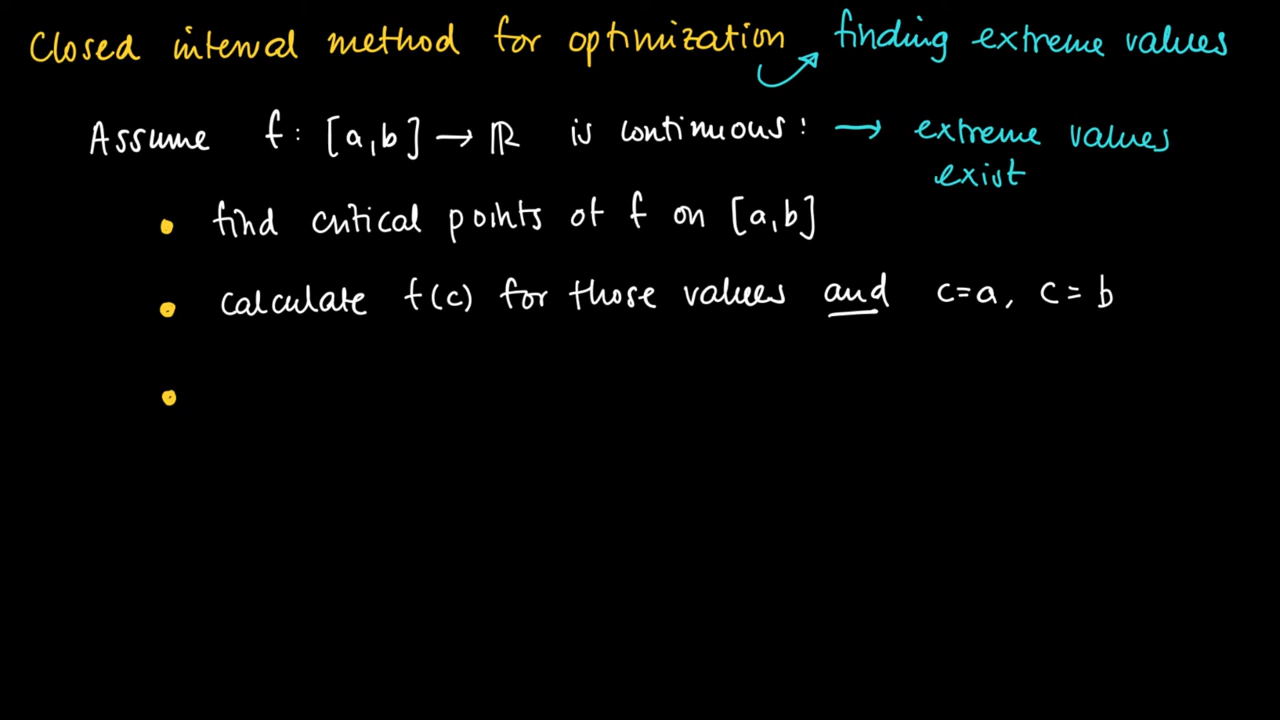 Closed interval method for optimization finding extreme values
Assume f: [a,b] → ℝ is continuous: → extreme values
exist
• find critical points of f on [a,b]
• calculate f(c) for those values and c=a, c=b
•